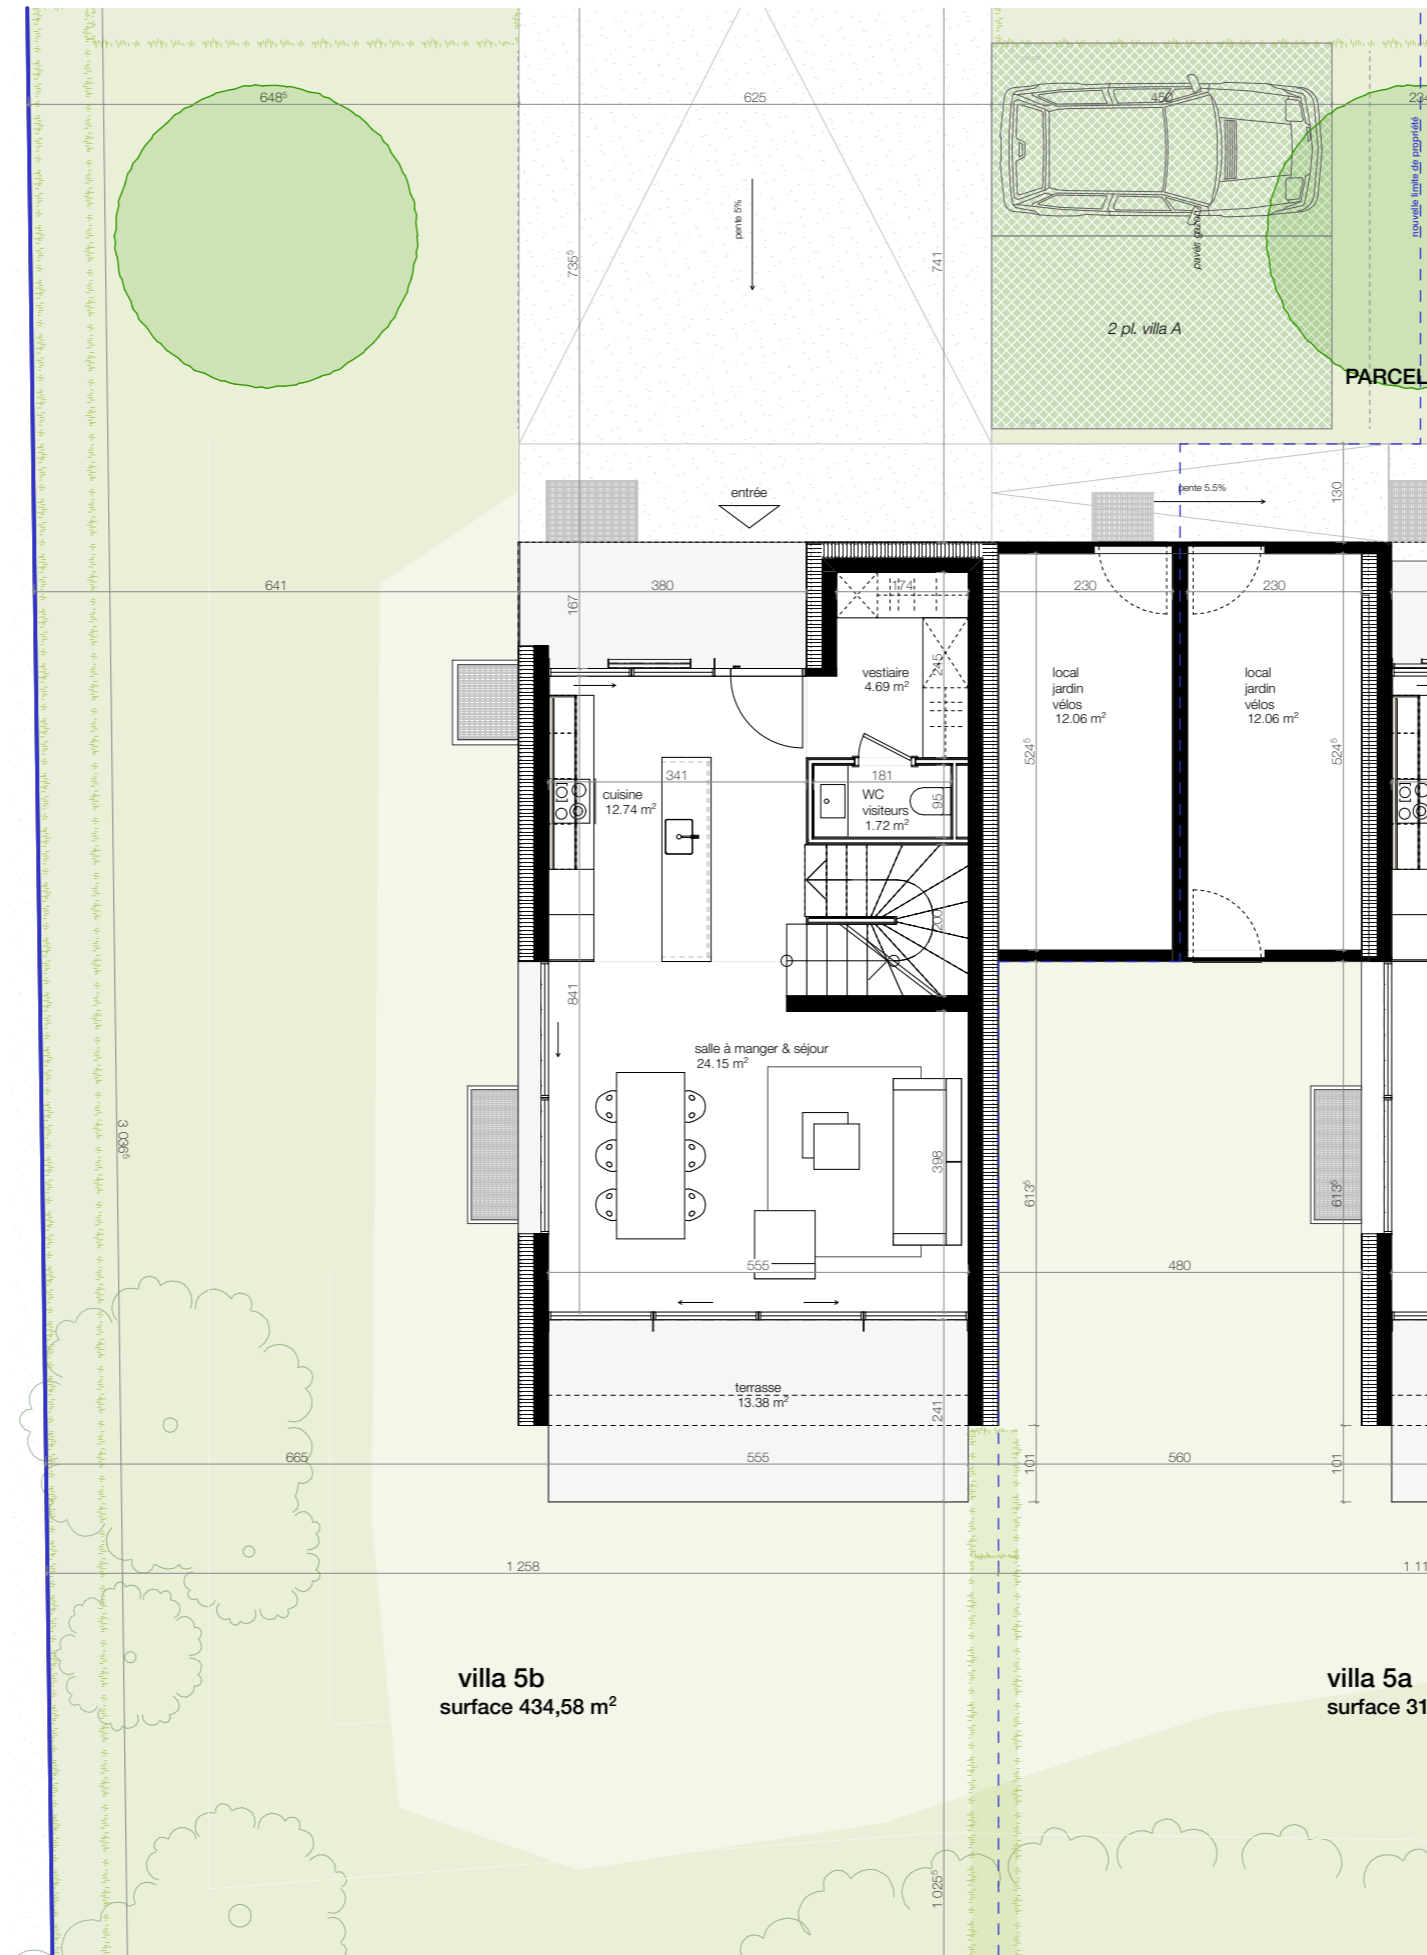 648⁵
625
450
234
nouvelle limite de propriété
pente 5%
pavés gazon
735⁵
741
2 pl. villa A
PARCEL
entrée
pente 5.5%
130
641
380
174
230
230
167
245
vestiaire
4.69 m²
local
jardin
vélos
12.06 m²
local
jardin
vélos
12.06 m²
524⁵
524⁵
341
181
cuisine
12.74 m²
WC
visiteurs
1.72 m²
95
200
841
salle à manger & séjour
24.15 m²
3 036⁵
398
613⁵
613⁵
555
480
terrasse
13.38 m²
241
665
555
101
560
101
1 258
1 11
villa 5b
surface 434,58 m²
villa 5a
surface 31
1 025⁵